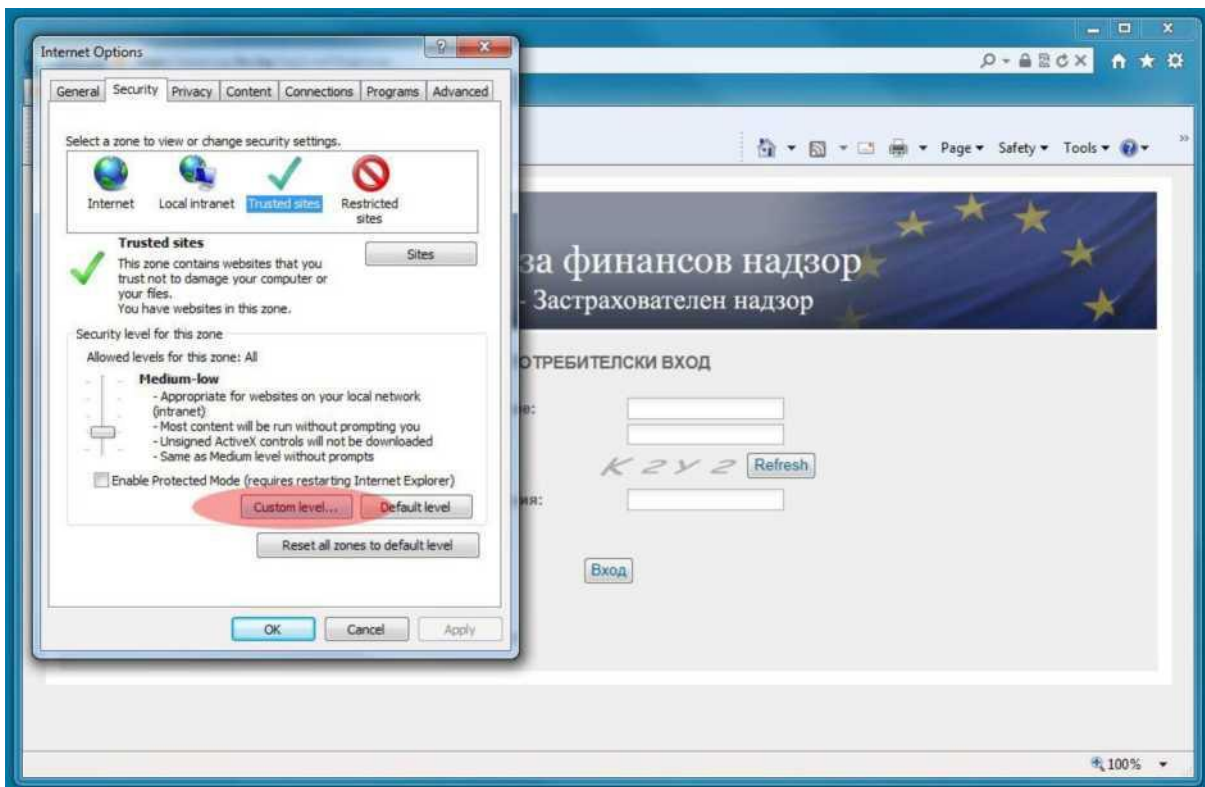 Internet Options
General Security Privacy Content Connections Programs Advanced
Select a zone to view or change security settings.
Internet Local intranet Trusted sites Restricted sites
Trusted sites
This zone contains websites that you
trust not to damage your computer or
your files.
You have websites in this zone.
Sites
Security level for this zone
Allowed levels for this zone: All
Medium-low
- Appropriate for websites on your local network
(intranet)
- Most content will be run without prompting you
- Unsigned ActiveX controls will not be downloaded
- Same as Medium level without prompts
Enable Protected Mode (requires restarting Internet Explorer)
Custom level... Default level
Reset all zones to default level
OK Cancel Apply
Page Safety Tools
за финансов надзор
- Застрахователен надзор
ОТРЕБИТЕЛСКИ ВХОД
K 2 Y 2 Refresh
Вход
100%